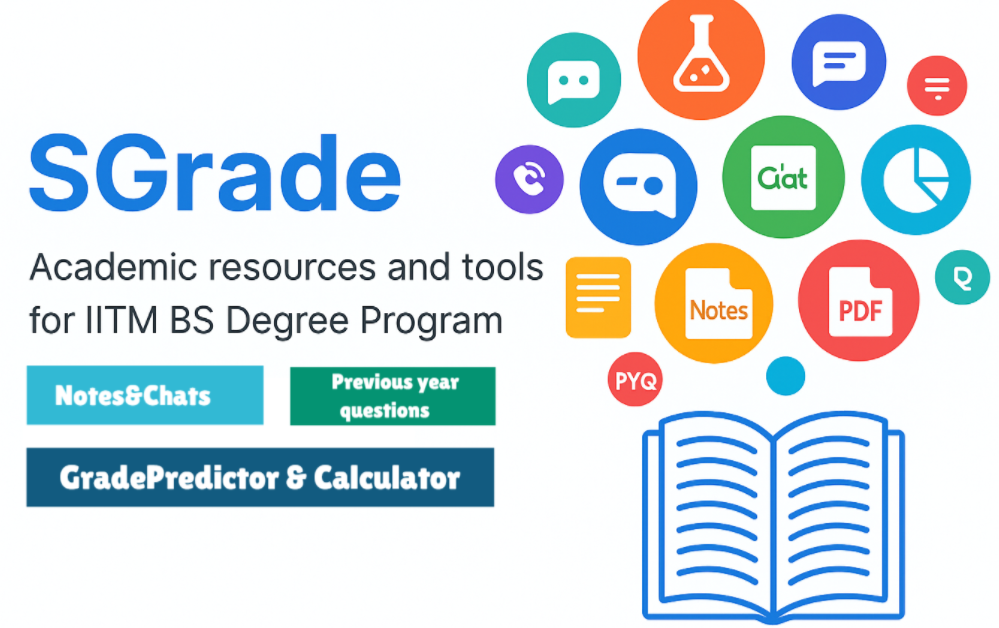 SGrade
Academic resources and tools
for IITM BS Degree Program
Notes&Chats
Previous year
questions
GradePredictor & Calculator
Notes
PDF
PYQ